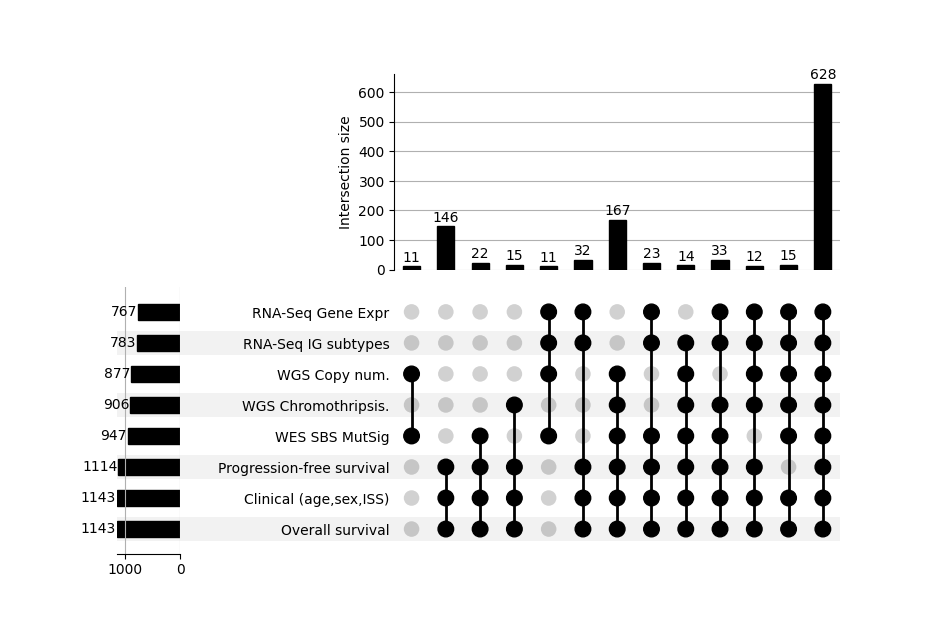 628
600
500
400
300
200
100
0
Intersection size
11 146 22 15 11 32 167 23 14 33 12 15
767 RNA-Seq Gene Expr
783 RNA-Seq IG subtypes
877 WGS Copy num.
906 WGS Chromothripsis.
947 WES SBS MutSig
1114 Progression-free survival
1143 Clinical (age,sex,ISS)
1143 Overall survival
1000 0